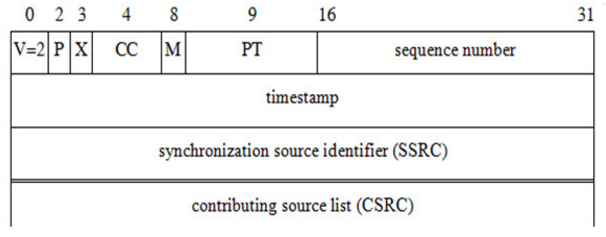 0 2 3 4 8 9 16 31
V=2 P X CC M PT sequence number
timestamp
synchronization source identifier (SSRC)
contributing source list (CSRC)